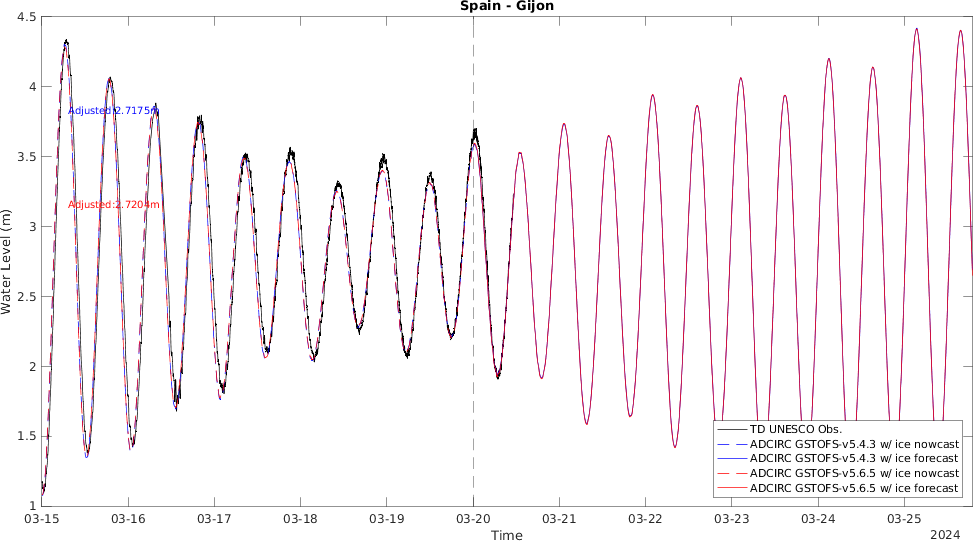 Spain - Gijon
4.5
4
3.5
3
2.5
2
1.5
1
Water Level (m)
Adjusted:2.7175m
Adjusted:2.7204m
TD UNESCO Obs.
ADCIRC GSTOFS-v5.4.3 w/ ice nowcast
ADCIRC GSTOFS-v5.4.3 w/ ice forecast
ADCIRC GSTOFS-v5.6.5 w/ ice nowcast
ADCIRC GSTOFS-v5.6.5 w/ ice forecast
03-15 03-16 03-17 03-18 03-19 03-20 03-21 03-22 03-23 03-24 03-25
Time
2024